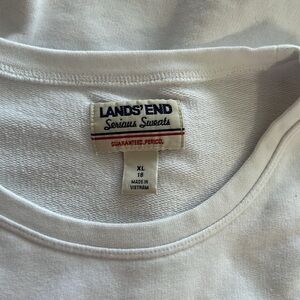 LANDS' END
Serious Sweats
GUARANTEED. PERIOD.
XL
18
MADE IN
VIETNAM